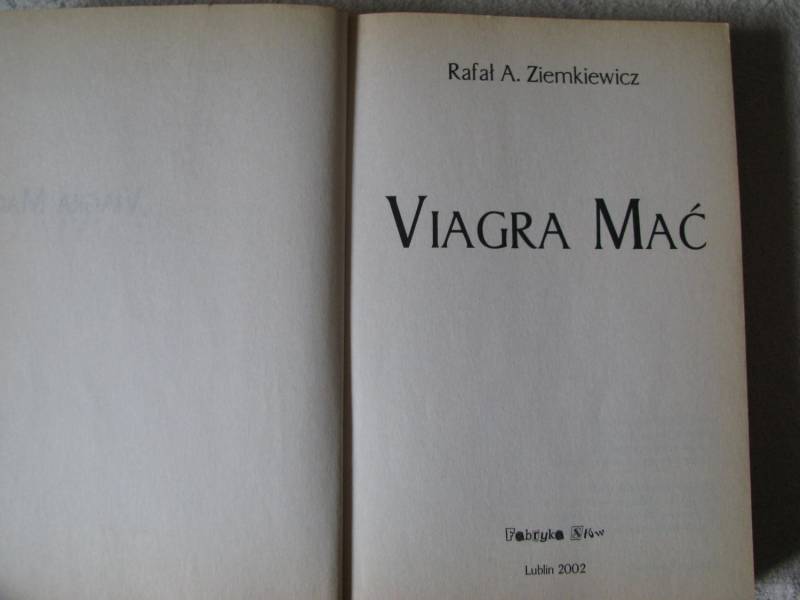 Rafał A. Ziemkiewicz
VIAGRA MAĆ
Fabryka Słów
Lublin 2002